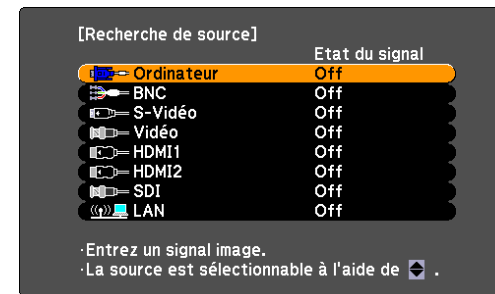 [Recherche de source]
Etat du signal
Ordinateur Off
BNC Off
S-Vidéo Off
Vidéo Off
HDMI1 Off
HDMI2 Off
SDI Off
LAN Off
·Entrez un signal image.
·La source est sélectionnable à l'aide de .